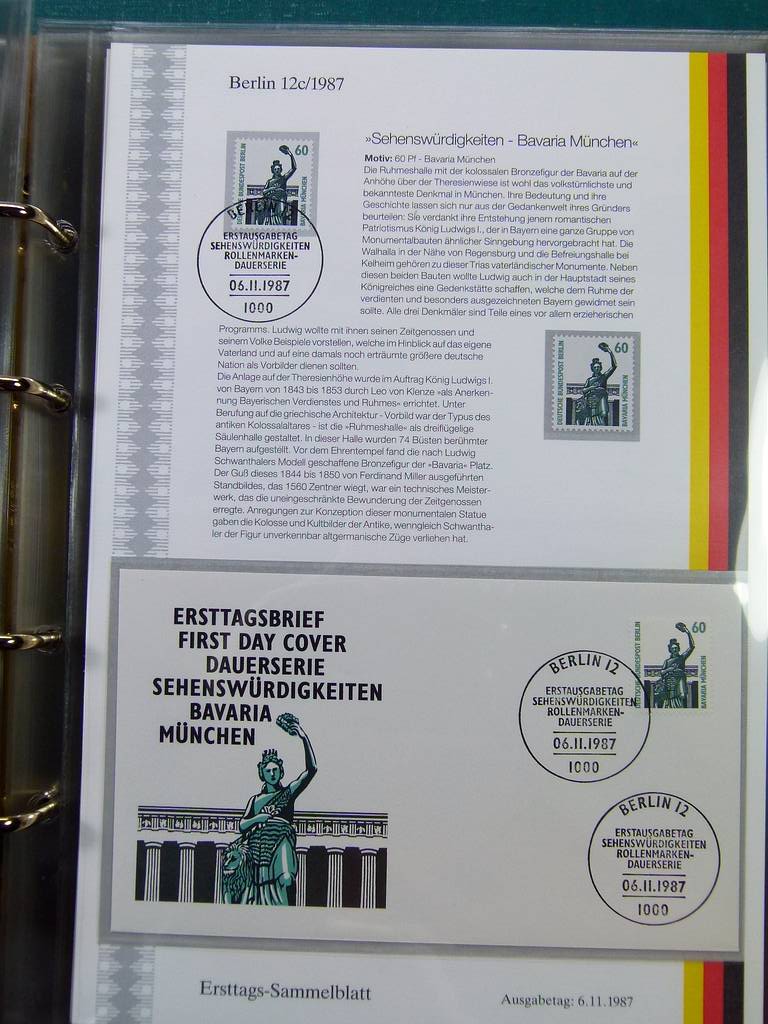 Berlin 12c/1987
»Sehenswürdigkeiten - Bavaria München«
Motiv: 60 Pf - Bavaria München
Die Ruhmeshalle mit der kolossalen Bronzefigur der Bavaria auf der
Anhöhe über der Theresienwiese ist wohl das volkstümlichste und
bekannteste Denkmal in München. Ihre Bedeutung und ihre
Geschichte lassen sich nur aus der Gedankenwelt ihres Gründers
beurteilen: Sie verdankt ihre Entstehung jenem romantischen
Patriotismus König Ludwigs I., der in Bayern eine ganze Gruppe von
Monumentalbauten ähnlicher Sinngebung hervorgebracht hat. Die
Walhalla in der Nähe von Regensburg und die Befreiungshalle bei
Kelheim gehören zu dieser Trias vaterländischer Monumente. Neben
diesen beiden Bauten wollte Ludwig auch in der Hauptstadt seines
Königreiches eine Gedenkstätte schaffen, welche dem Ruhme der
verdienten und besonders ausgezeichneten Bayern gewidmet sein
sollte. Alle drei Denkmäler sind Teile eines vor allem erzieherischen
Programms. Ludwig wollte mit ihnen seinen Zeitgenossen und
seinem Volke Beispiele vorstellen, welche im Hinblick auf das eigene
Vaterland und auf eine damals noch erträumte größere deutsche
Nation als Vorbilder dienen sollten.
Die Anlage auf der Theresienhöhe wurde im Auftrag König Ludwigs I.
von Bayern von 1843 bis 1853 durch Leo von Klenze »als Anerken-
nung Bayerischen Verdienstes und Ruhmes« errichtet. Unter
Berufung auf die griechische Architektur - Vorbild war der Typus des
antiken Kolossalaltares - ist die »Ruhmeshalle« als dreiflügelige
Säulenhalle gestaltet. In dieser Halle wurden 74 Büsten berühmter
Bayern aufgestellt. Vor dem Ehrentempel fand die nach Ludwig
Schwanthalers Modell geschaffene Bronzefigur der »Bavaria« Platz.
Der Guß dieses 1844 bis 1850 von Ferdinand Miller ausgeführten
Standbildes, das 1560 Zentner wiegt, war ein technisches Meister-
werk, das die uneingeschränkte Bewunderung der Zeitgenossen
erregte. Anregungen zur Konzeption dieser monumentalen Statue
gaben die Kolosse und Kultbilder der Antike, wenngleich Schwantha-
ler der Figur unverkennbar altgermanische Züge verliehen hat.
60
DEUTSCHE BUNDESPOST BERLIN
BAVARIA MÜNCHEN
BERLIN 12
ERSTAUSGABETAG
SEHENSWÜRDIGKEITEN
ROLLENMARKEN-
DAUERSERIE
06.11.1987
1000
60
DEUTSCHE BUNDESPOST BERLIN
BAVARIA MÜNCHEN
ERSTTAGSBRIEF
FIRST DAY COVER
DAUERSERIE
SEHENSWÜRDIGKEITEN
BAVARIA
MÜNCHEN
60
DEUTSCHE BUNDESPOST BERLIN
BAVARIA MÜNCHEN
BERLIN 12
ERSTAUSGABETAG
SEHENSWÜRDIGKEITEN
ROLLENMARKEN-
DAUERSERIE
06.11.1987
1000
BERLIN 12
ERSTAUSGABETAG
SEHENSWÜRDIGKEITEN
ROLLENMARKEN-
DAUERSERIE
06.11.1987
1000
Ersttags-Sammelblatt
Ausgabetag: 6.11.1987